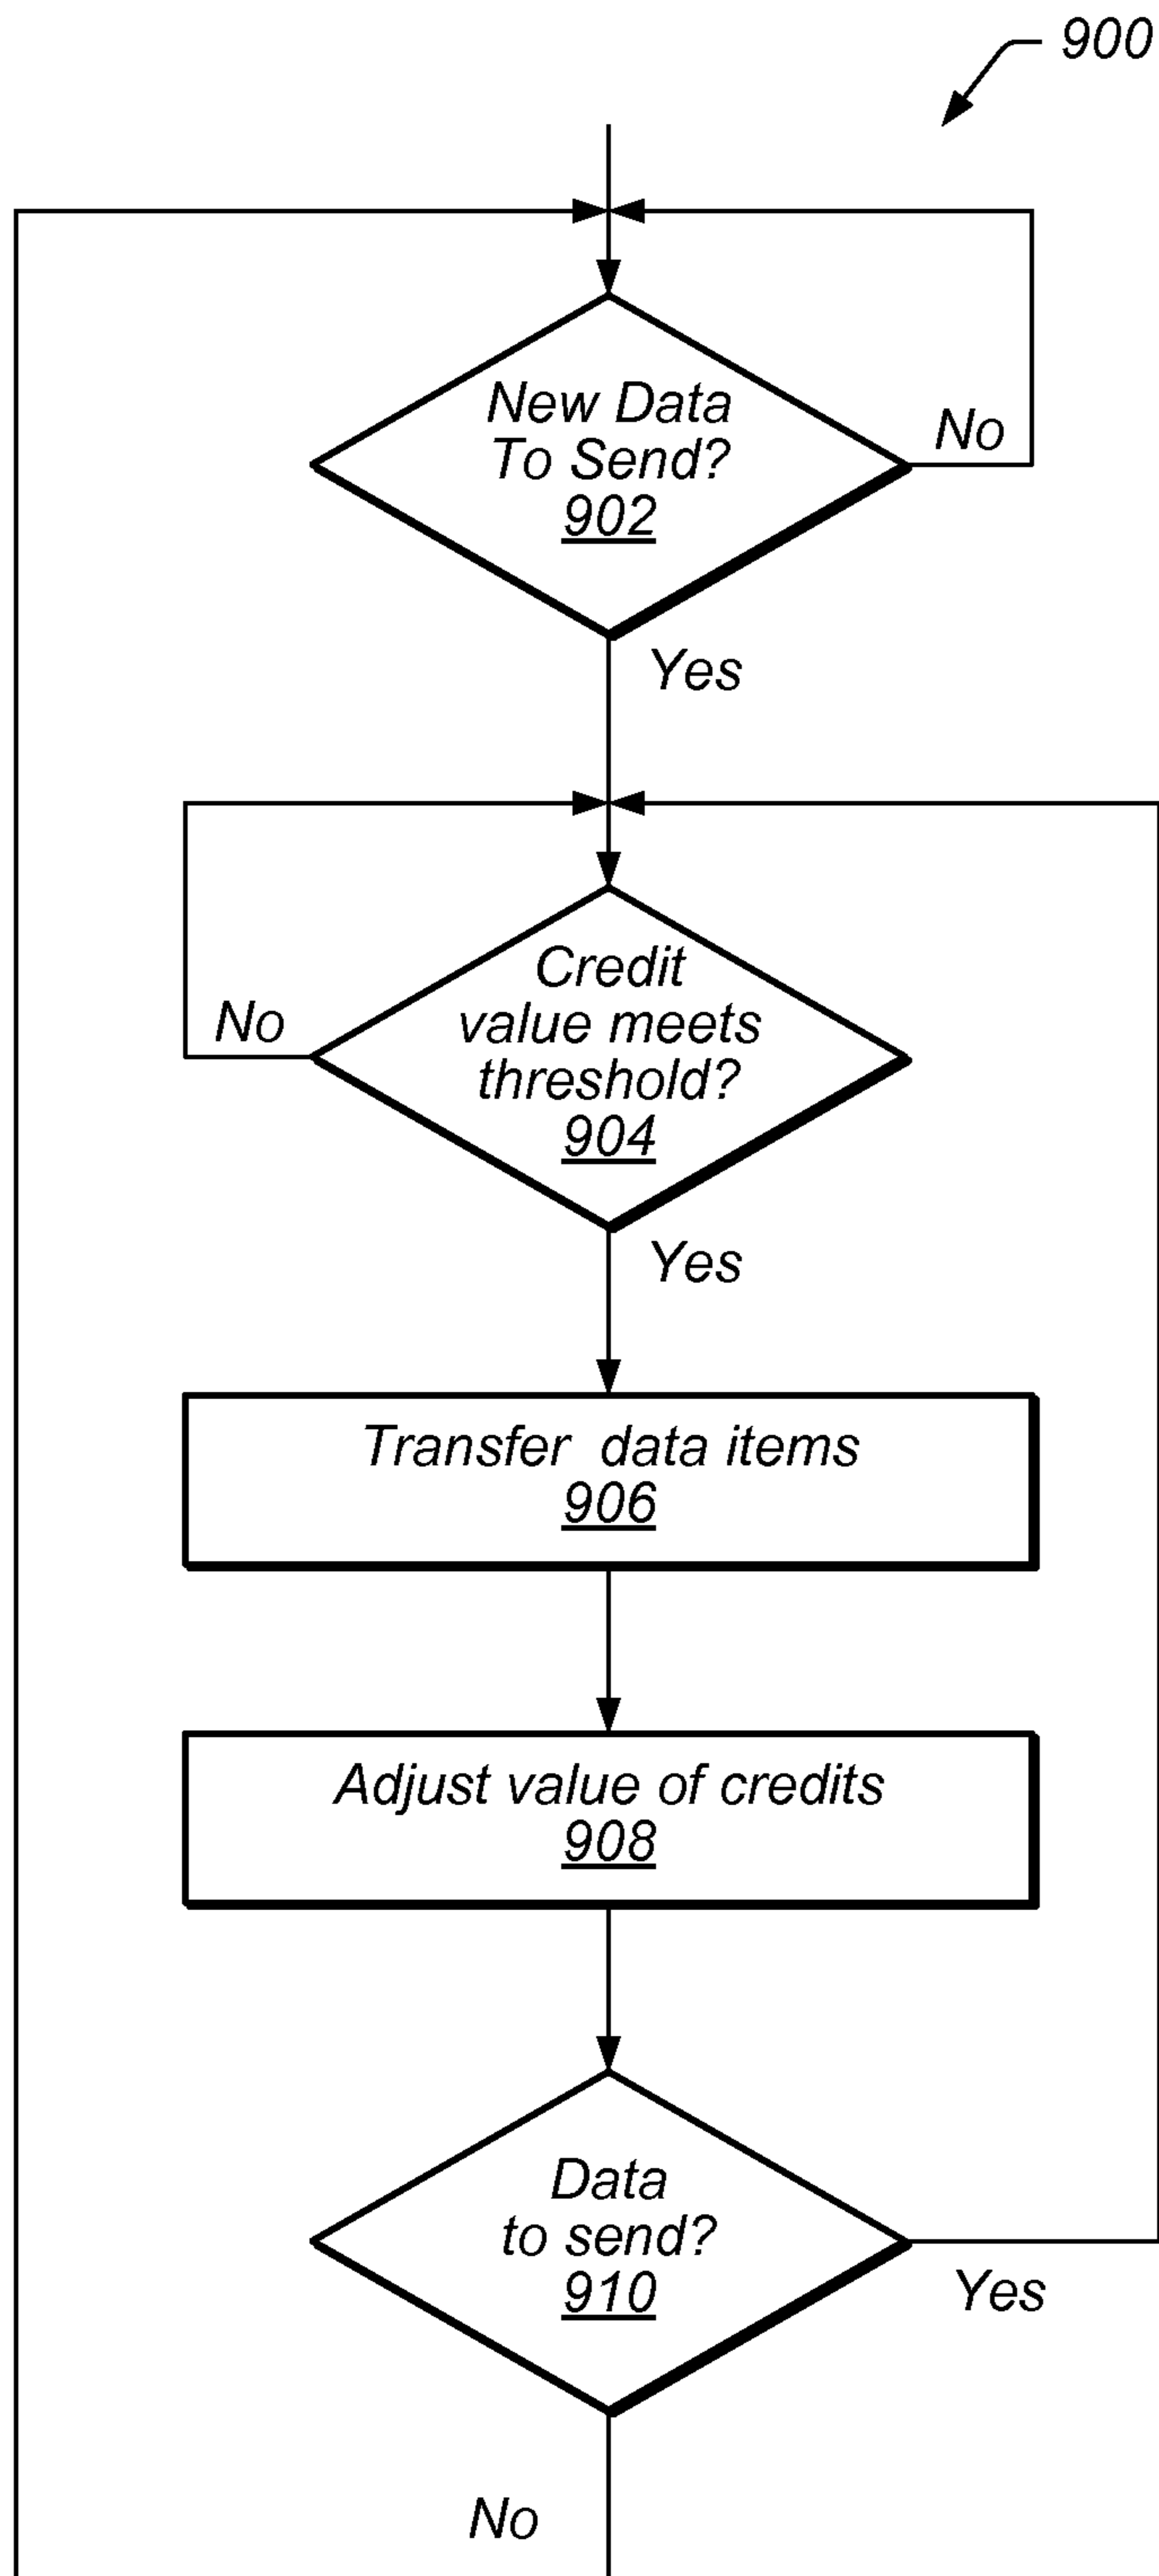 900
New Data
To Send?
902
No
Yes
Credit
value meets
threshold?
904
No
Yes
Transfer data items
906
Adjust value of credits
908
Data
to send?
910
Yes
No